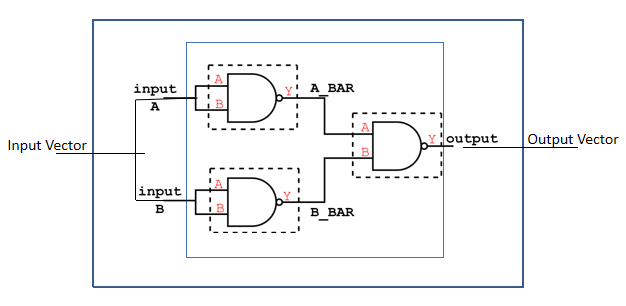 A
Y
A_BAR
input
A
B
A
Y
output
Output Vector
Input Vector
B
A
input
B
Y
B
B_BAR